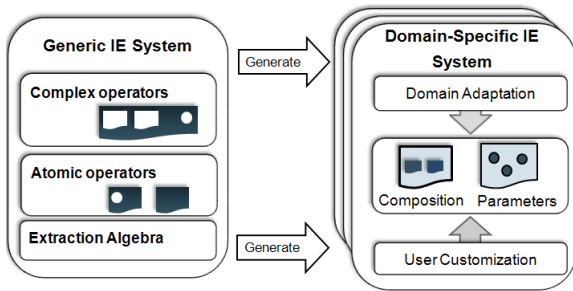 Generic IE System
Complex operators
Atomic operators
Extraction Algebra
Generate
Generate
Domain-Specific IE
System
Domain Adaptation
Composition
Parameters
User Customization